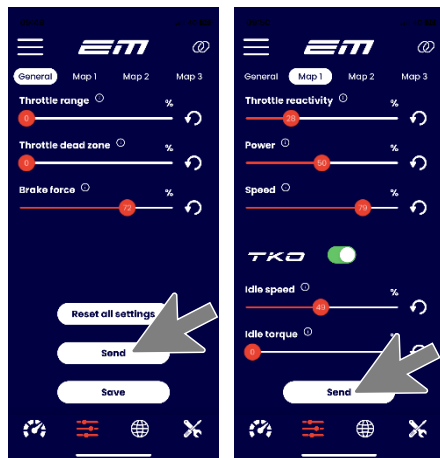 EM
General Map 1 Map 2 Map 3
Throttle range %
0
Throttle dead zone %
0
Brake force %
72
Reset all settings
Send
Save
EM
General Map 1 Map 2 Map 3
Throttle reactivity %
28
Power %
50
Speed %
79
TKO
Idle speed %
49
Idle torque
0
Send